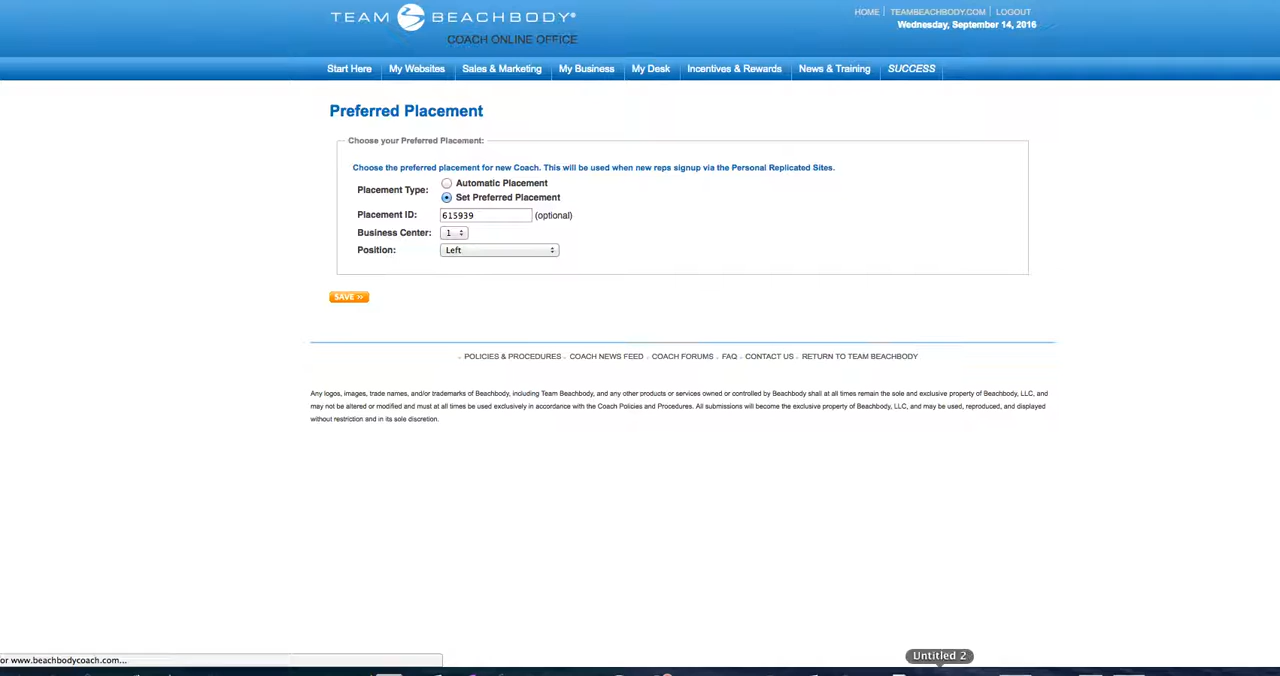 TEAM BEACHBODY®
COACH ONLINE OFFICE
HOME TEAMBEACHBODY.COM LOGOUT
Wednesday, September 14, 2016
Start Here My Websites Sales & Marketing My Business My Desk Incentives & Rewards News & Training SUCCESS
Preferred Placement
Choose your Preferred Placement:
Choose the preferred placement for new Coach. This will be used when new reps signup via the Personal Replicated Sites.
Placement Type: Automatic Placement
Set Preferred Placement
Placement ID: 615939 (optional)
Business Center: 1
Position: Left
SAVE »
POLICIES & PROCEDURES COACH NEWS FEED COACH FORUMS FAQ CONTACT US RETURN TO TEAM BEACHBODY
Any logos, images, trade names, and/or trademarks of Beachbody, including Team Beachbody, and any other products or services owned or controlled by Beachbody shall at all times remain the sole and exclusive property of Beachbody, LLC, and
may not be altered or modified and must at all times be used exclusively in accordance with the Coach Policies and Procedures. All submissions will become the exclusive property of Beachbody, LLC, and may be used, reproduced, and displayed
without restriction and in its sole discretion.
Untitled 2
or www.beachbodycoach.com...